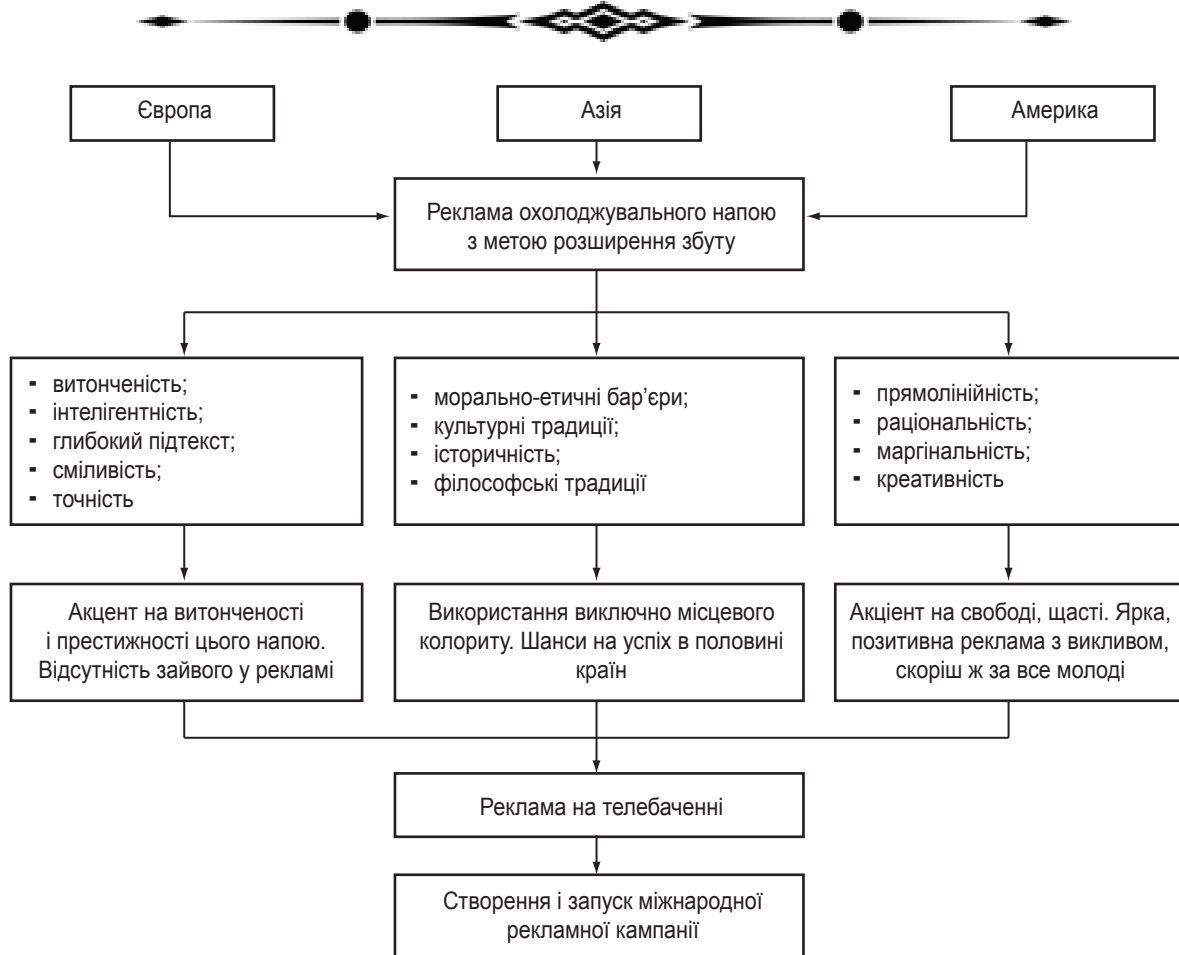 Європа
Азія
Америка
Реклама охолоджувального напою
з метою розширення збуту
- витонченість;
- інтелігентність;
- глибокий підтекст;
- сміливість;
- точність
- морально-етичні бар’єри;
- культурні традиції;
- історичність;
- філософські традиції
- прямолінійність;
- раціональність;
- маргінальність;
- креативність
Акцент на витонченості
і престижності цього напою.
Відсутність зайвого у рекламі
Використання виключно місцевого
колориту. Шанси на успіх в половині
країн
Акціент на свободі, щасті. Ярка,
позитивна реклама з викливом,
скоріш ж за все молоді
Реклама на телебаченні
Створення і запуск міжнародної
рекламної кампанії